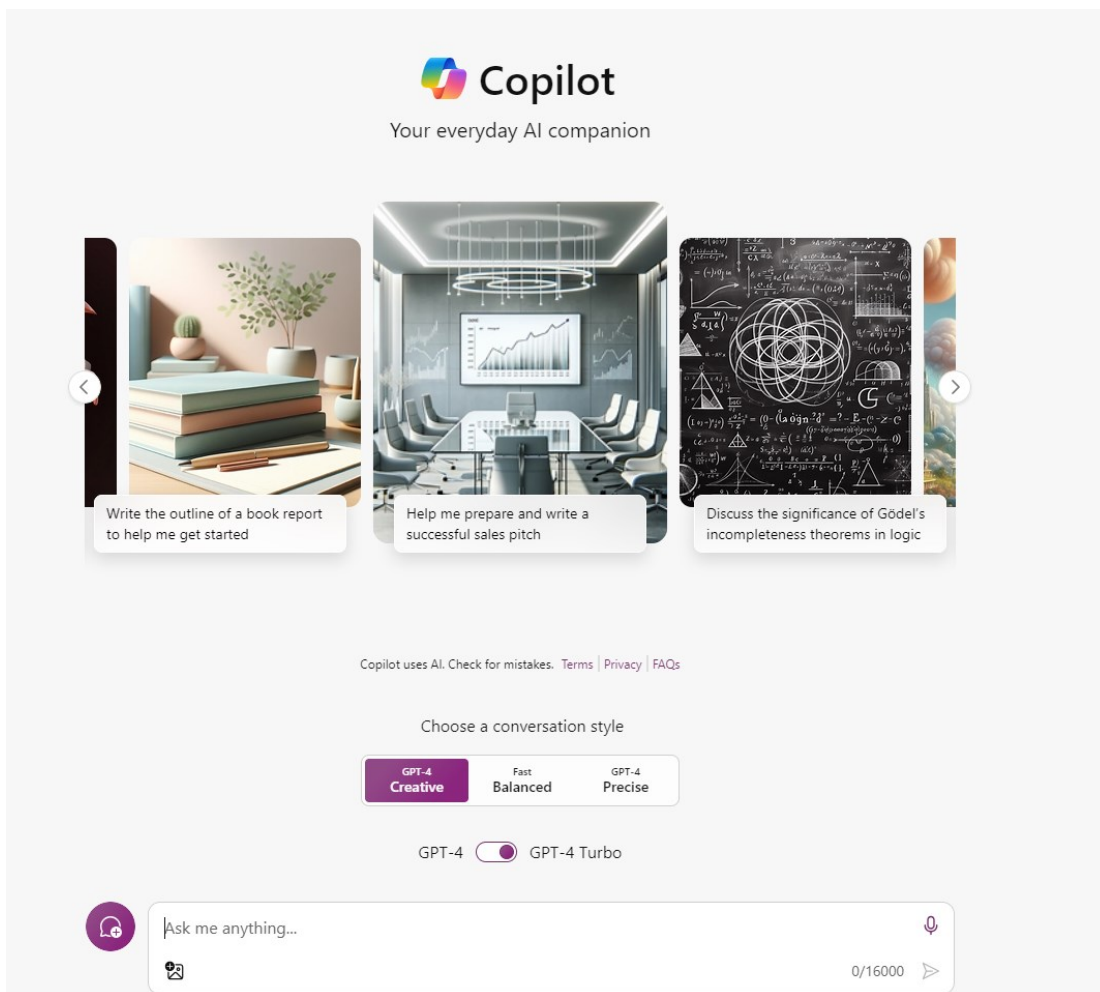 Copilot
Your everyday AI companion
Write the outline of a book report
to help me get started
Help me prepare and write a
successful sales pitch
Discuss the significance of Gödel's
incompleteness theorems in logic
Copilot uses AI. Check for mistakes. Terms | Privacy | FAQs
Choose a conversation style
GPT-4 Fast GPT-4
Creative Balanced Precise
GPT-4 GPT-4 Turbo
Ask me anything...
0/16000